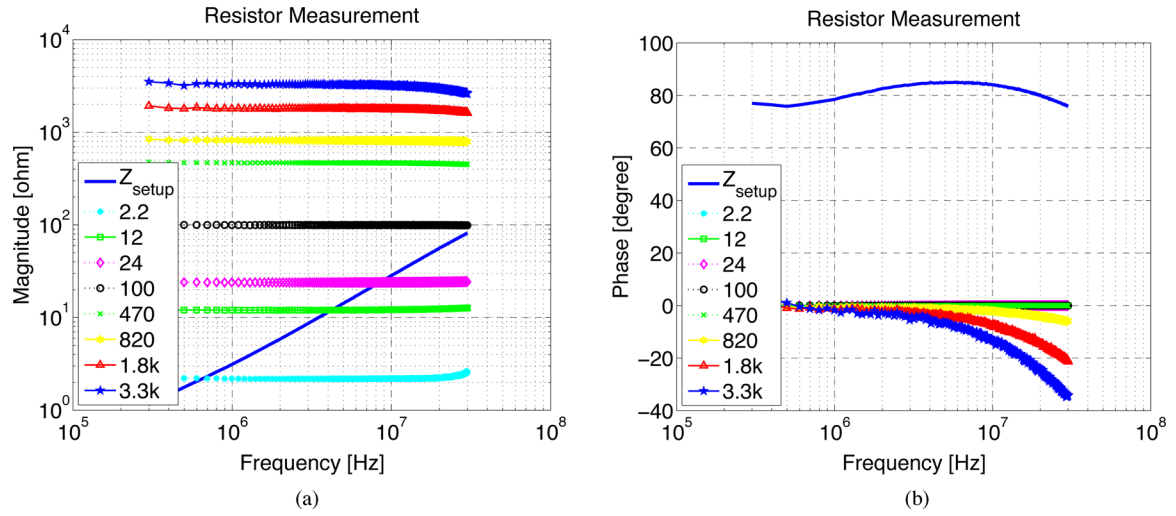 Resistor Measurement
10^4
10^3
10^2
10^1
10^0
Magnitude [ohm]
Z_setup
2.2
12
24
100
470
820
1.8k
3.3k
10^5
10^6
10^7
10^8
Frequency [Hz]
(a)
Resistor Measurement
100
80
60
40
20
0
−20
−40
Phase [degree]
Z_setup
2.2
12
24
100
470
820
1.8k
3.3k
10^5
10^6
10^7
10^8
Frequency [Hz]
(b)